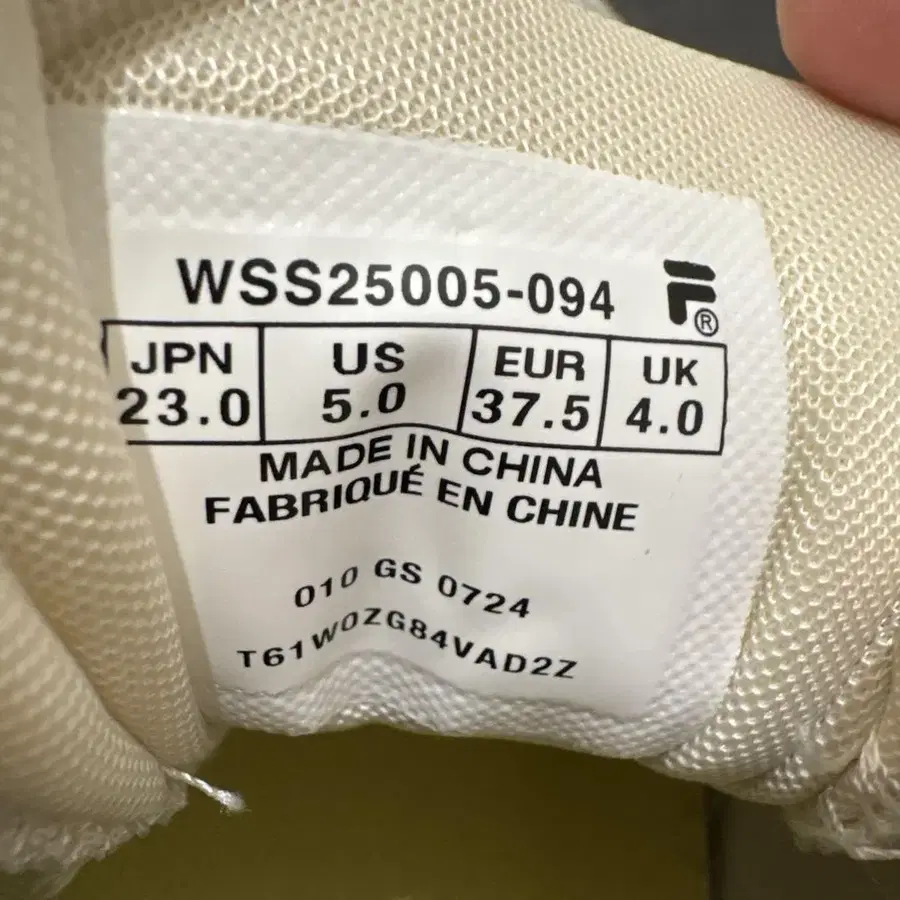 WSS25005-094
F®
JPN US EUR UK
23.0 5.0 37.5 4.0
MADE IN CHINA
FABRIQUÉ EN CHINE
010 GS 0724
T61WOZG84VAD2Z